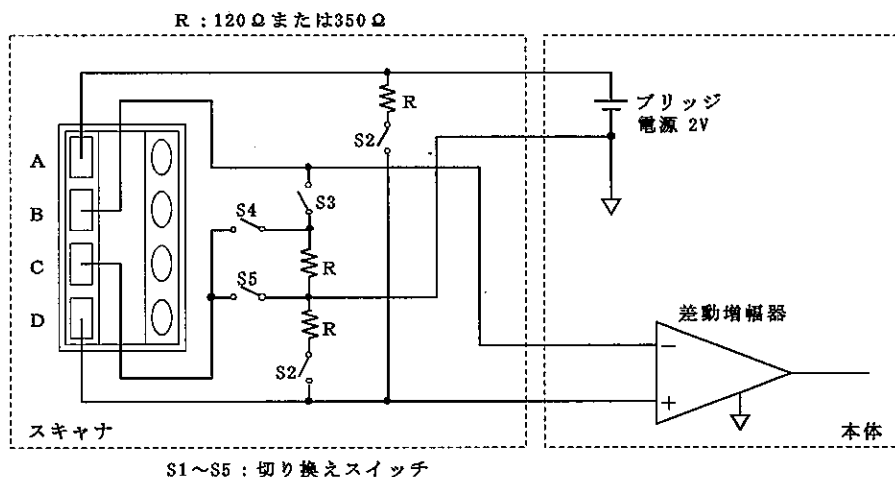 R：120Ωまたは350Ω
ブリッジ
電源 2V
R
S2
A
B
C
D
S3
S4
R
S5
R
S2
差動増幅器
−
+
スキャナ
本体
S1～S5：切り換えスイッチ